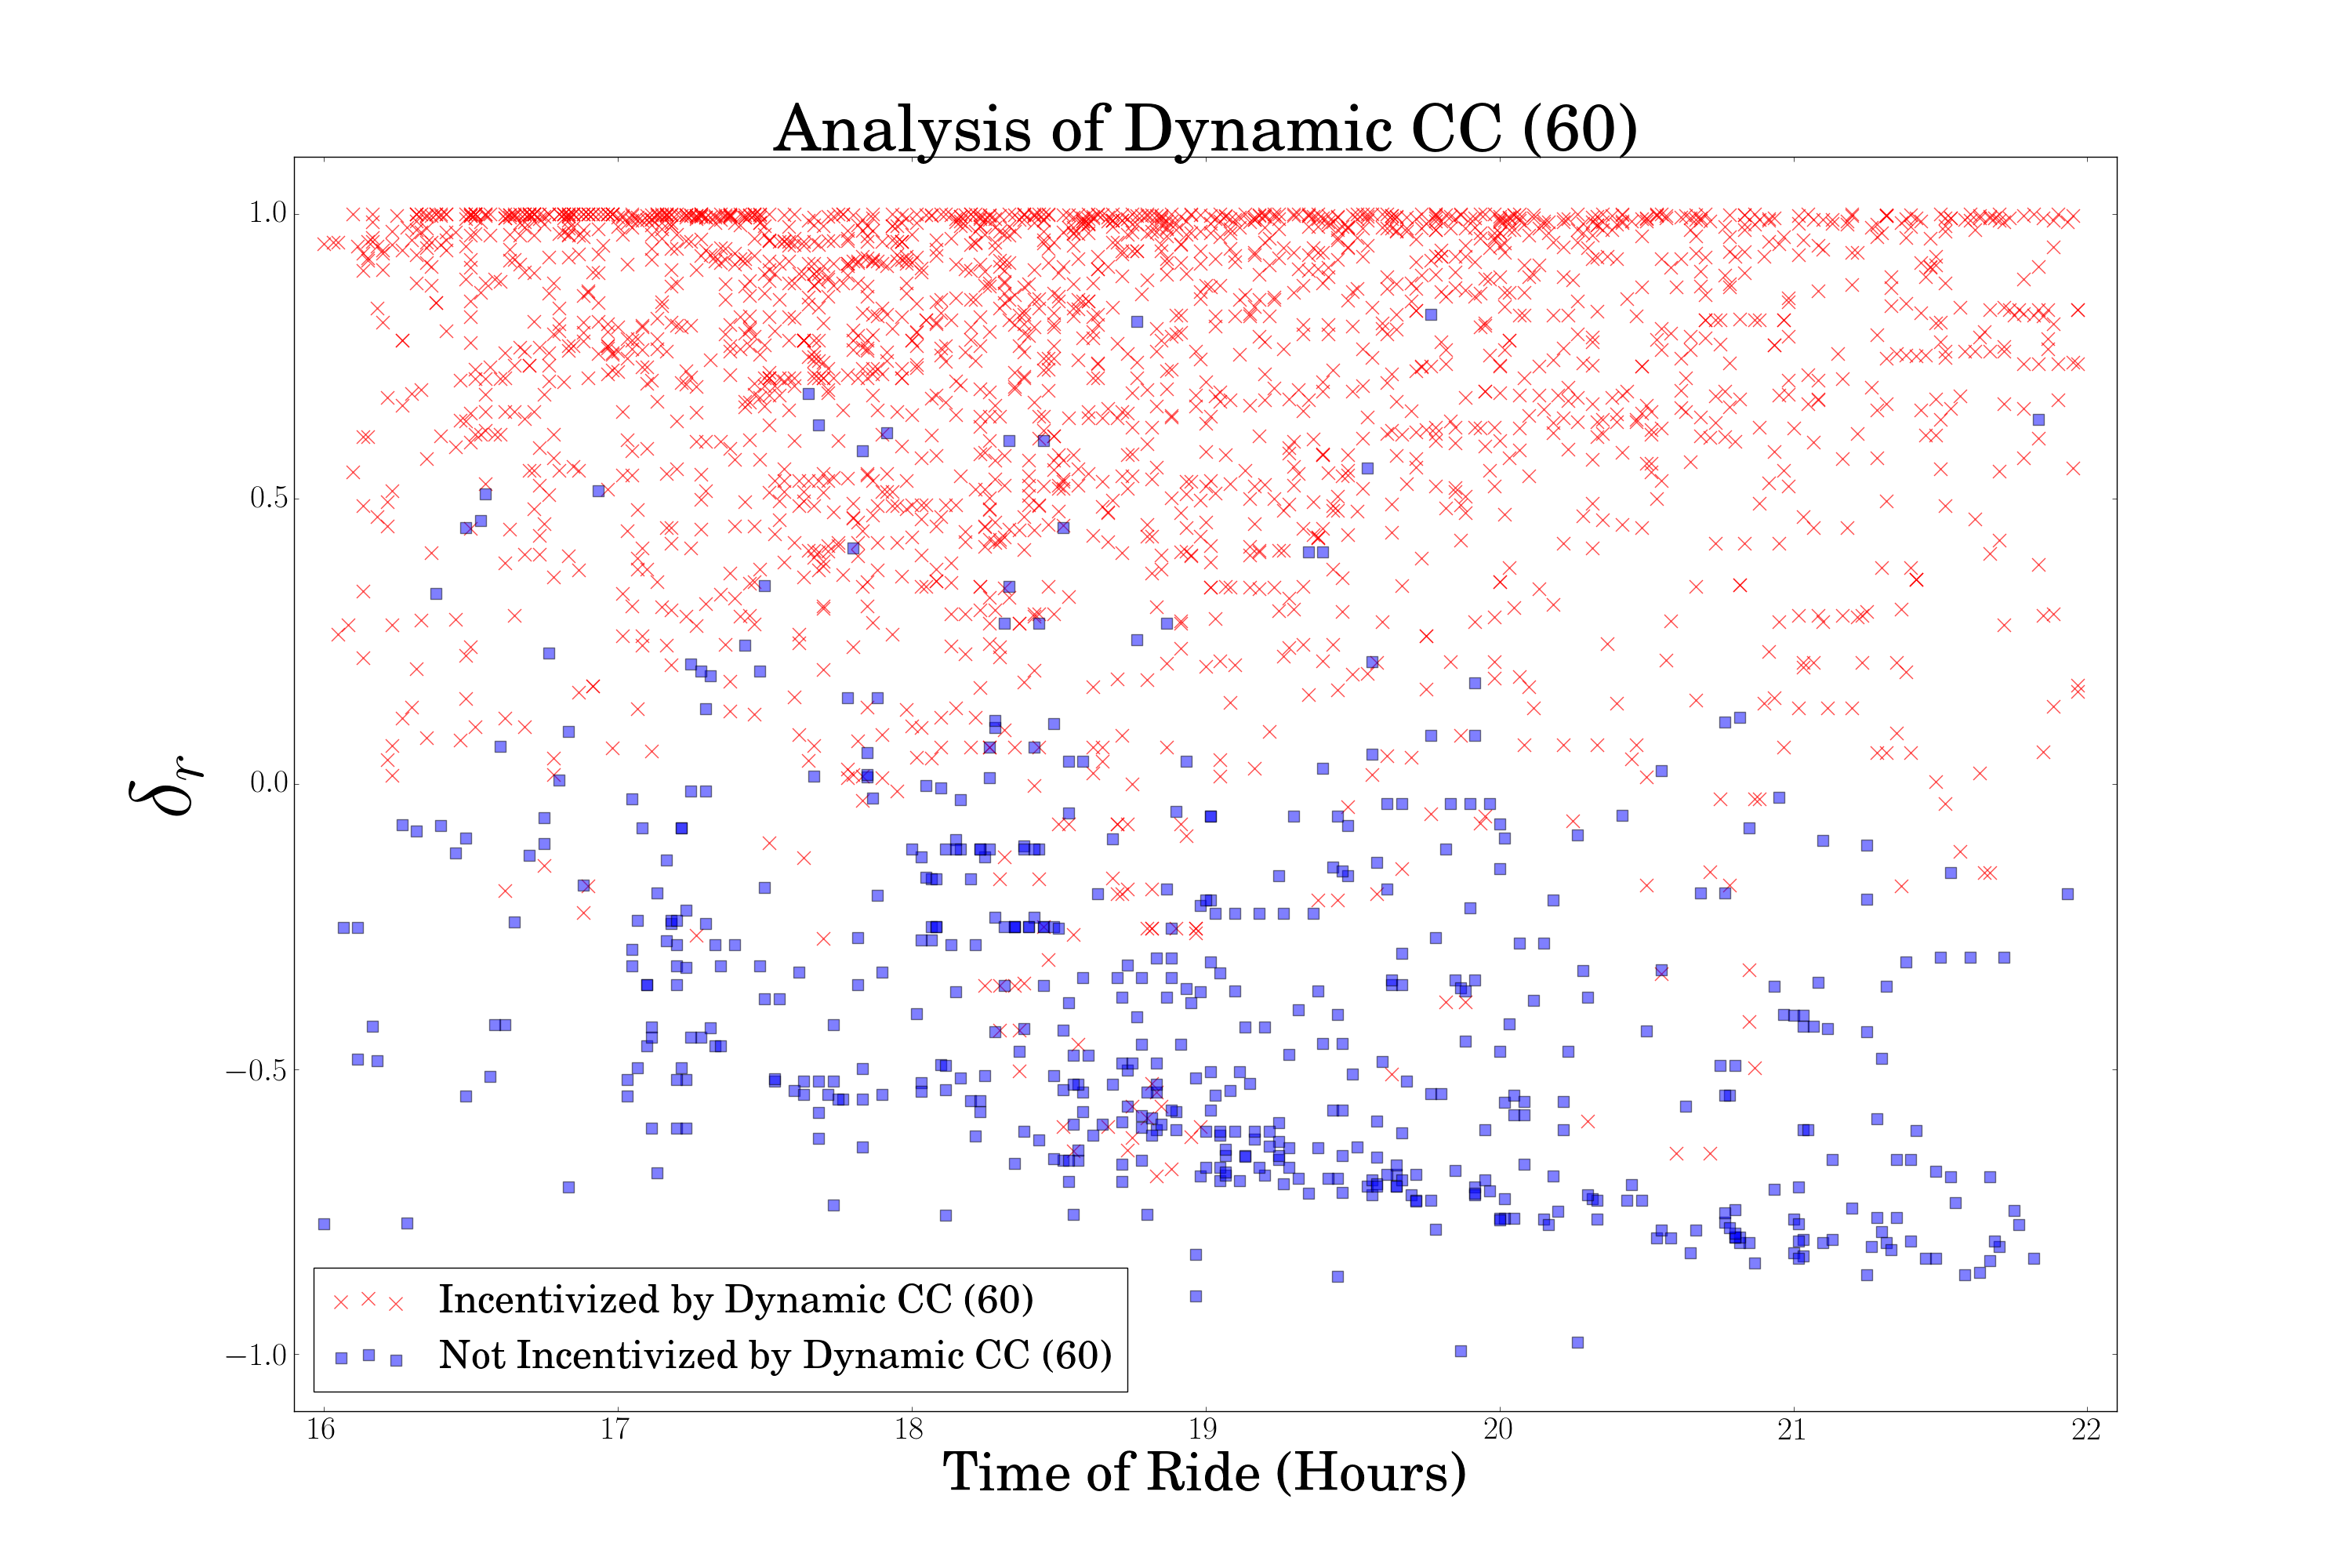 Analysis of Dynamic CC (60)
1.0
0.5
0.0
−0.5
−1.0
δr
Incentivized by Dynamic CC (60)
Not Incentivized by Dynamic CC (60)
16 17 18 19 20 21 22
Time of Ride (Hours)